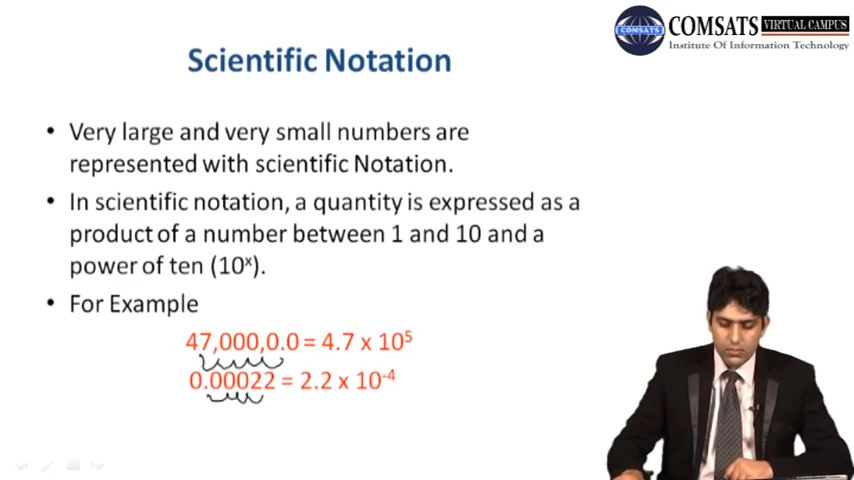 COMSATS VIRTUAL CAMPUS
Institute Of Information Technology
COMSATS
Scientific Notation
• Very large and very small numbers are
represented with scientific Notation.
• In scientific notation, a quantity is expressed as a
product of a number between 1 and 10 and a
power of ten (10ˣ).
• For Example
47,000,0.0 = 4.7 x 10⁵
0.00022 = 2.2 x 10⁻⁴